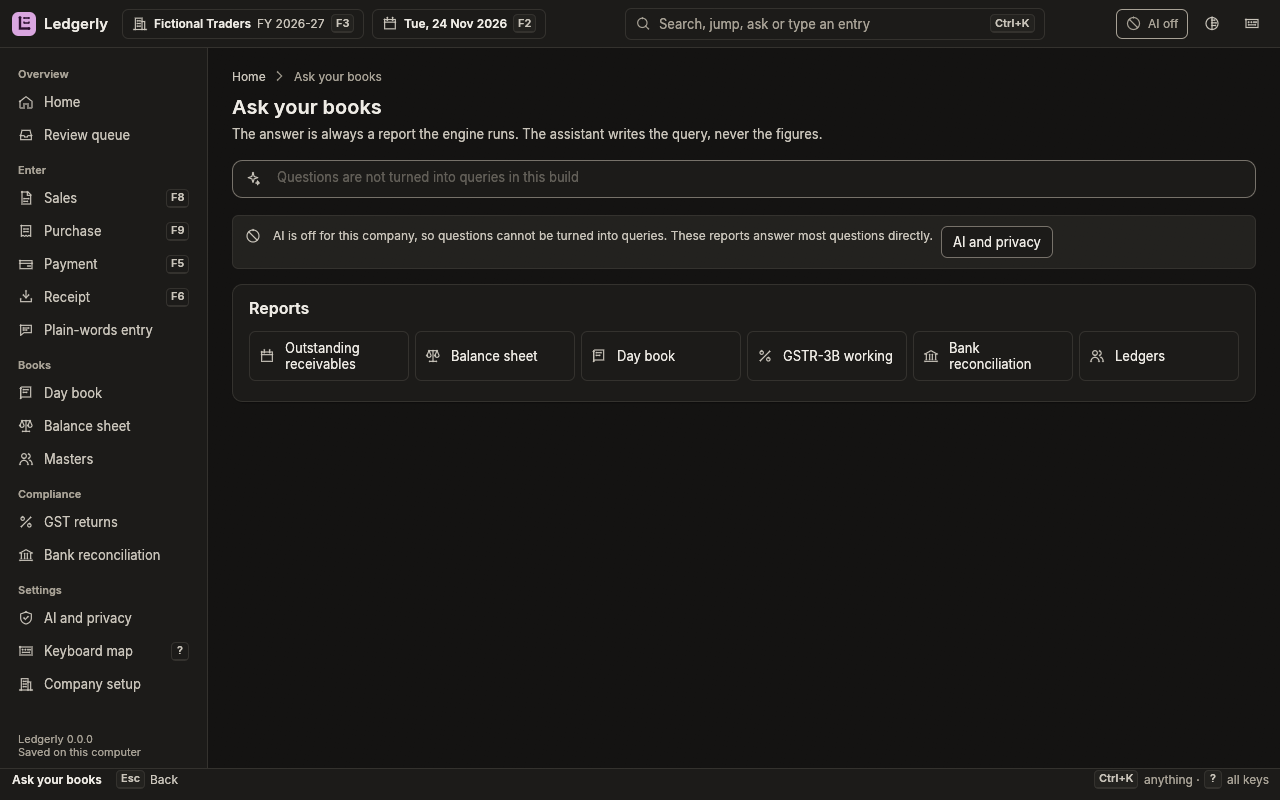 Ledgerly
Fictional Traders FY 2026-27 F3
Tue, 24 Nov 2026 F2
Search, jump, ask or type an entry Ctrl+K
AI off
Overview
Home
Review queue
Enter
Sales F8
Purchase F9
Payment F5
Receipt F6
Plain-words entry
Books
Day book
Balance sheet
Masters
Compliance
GST returns
Bank reconciliation
Settings
AI and privacy
Keyboard map ?
Company setup
Ledgerly 0.0.0
Saved on this computer
Home > Ask your books
Ask your books
The answer is always a report the engine runs. The assistant writes the query, never the figures.
Questions are not turned into queries in this build
AI is off for this company, so questions cannot be turned into queries. These reports answer most questions directly. AI and privacy
Reports
Outstanding
receivables
Balance sheet
Day book
GSTR-3B working
Bank
reconciliation
Ledgers
Ask your books Esc Back
Ctrl+K anything · ? all keys